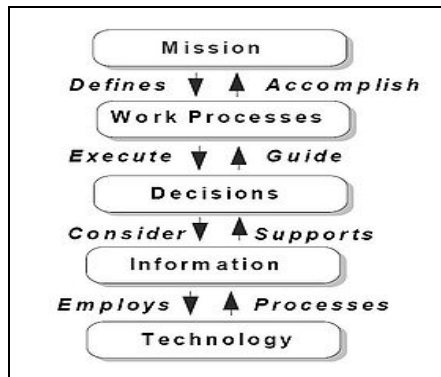 Mission
Defines Accomplish
Work Processes
Execute Guide
Decisions
Consider Supports
Information
Employs Processes
Technology